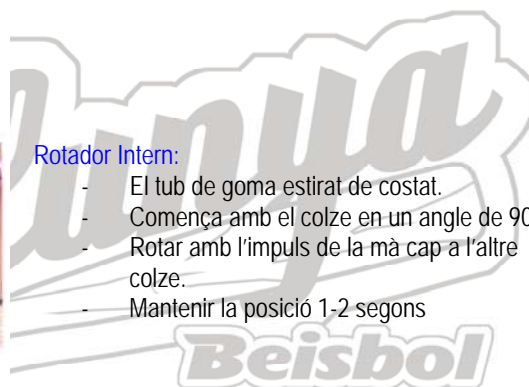 lunya
Rotador Intern:
- El tub de goma estirat de costat.
- Comença amb el colze en un angle de 90
- Rotar amb l'impuls de la mà cap a l'altre
colze.
- Mantenir la posició 1-2 segons
Beisbol